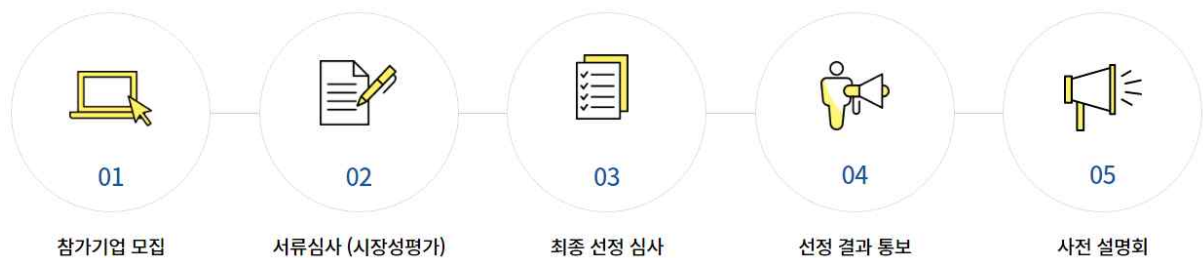 01
참가기업 모집
02
서류심사 (시장성평가)
03
최종 선정 심사
04
선정 결과 통보
05
사전 설명회